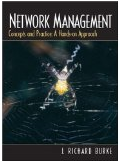 NETWORK MANAGEMENT
Concepts and Practice: A Hands-on Approach
J. RICHARD BURKE